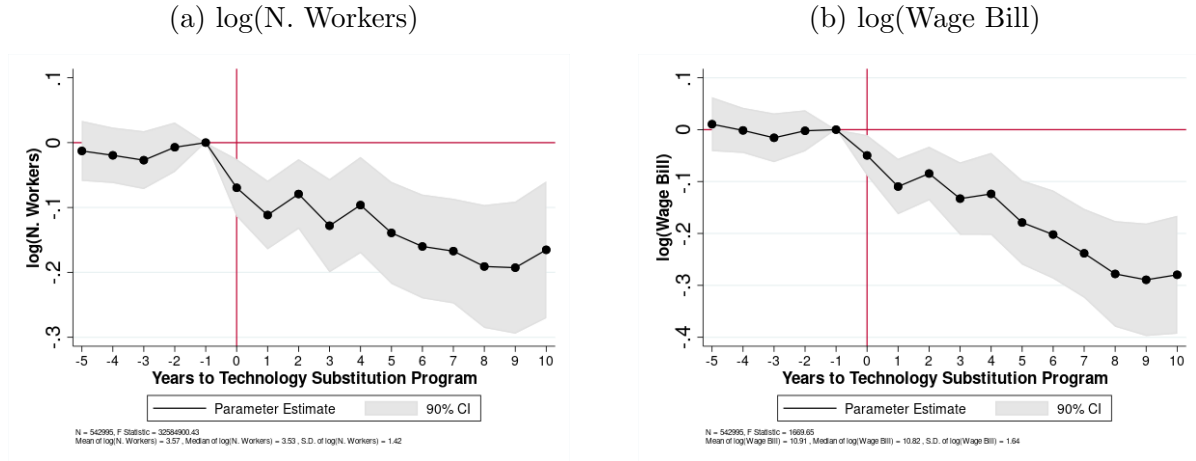 (a) log(N. Workers)
.1
0
-.1
-.2
-.3
log(N. Workers)
-5 -4 -3 -2 -1 0 1 2 3 4 5 6 7 8 9 10
Years to Technology Substitution Program
Parameter Estimate 90% CI
N = 542995, F Statistic = 32584900.43
Mean of log(N. Workers) = 3.57 , Median of log(N. Workers) = 3.53 , S.D. of log(N. Workers) = 1.42
(b) log(Wage Bill)
.1
0
-.1
-.2
-.3
-.4
log(Wage Bill)
-5 -4 -3 -2 -1 0 1 2 3 4 5 6 7 8 9 10
Years to Technology Substitution Program
Parameter Estimate 90% CI
N = 542995, F Statistic = 1669.65
Mean of log(Wage Bill) = 10.91 , Median of log(Wage Bill) = 10.82 , S.D. of log(Wage Bill) = 1.64